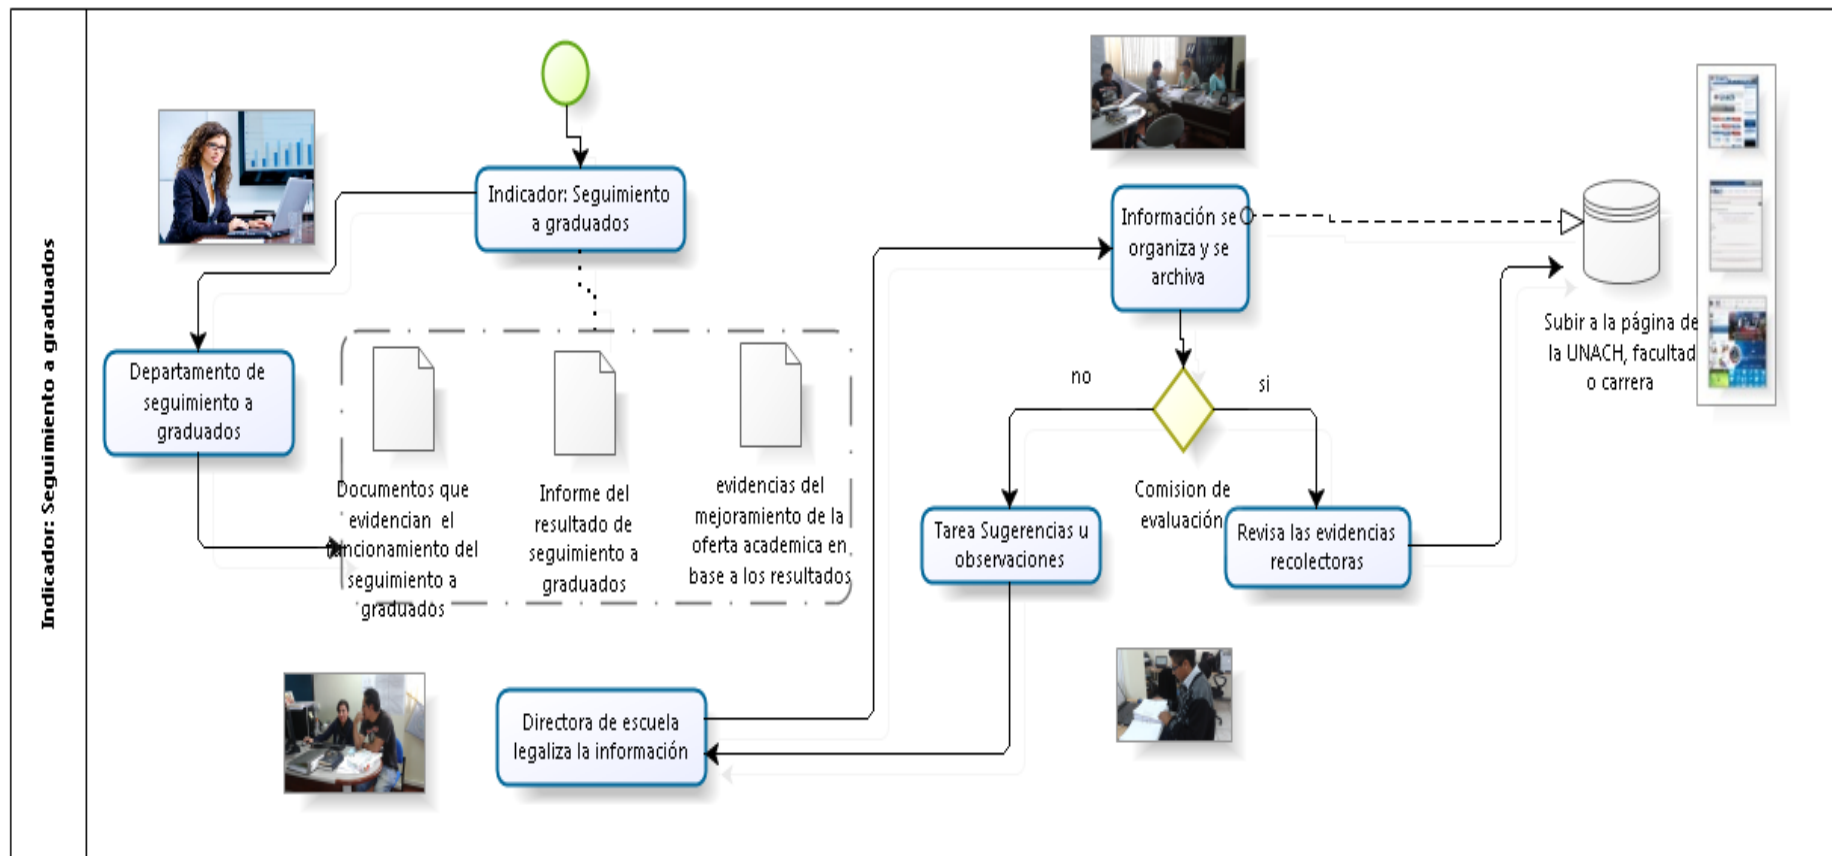 Indicador: Seguimiento a graduados
Indicador: Seguimiento
a graduados
Departamento de
seguimiento a
graduados
Documentos que
evidencian el
funcionamiento del
seguimiento a
graduados
Informe del
resultado de
seguimiento a
graduados
evidencias del
mejoramiento de la
oferta academica en
base a los resultados
Directora de escuela
legaliza la información
Información se
organiza y se
archiva
no
si
Comision de
evaluación
Tarea Sugerencias u
observaciones
Revisa las evidencias
recolectoras
Subir a la página de
la UNACH, facultad
o carrera